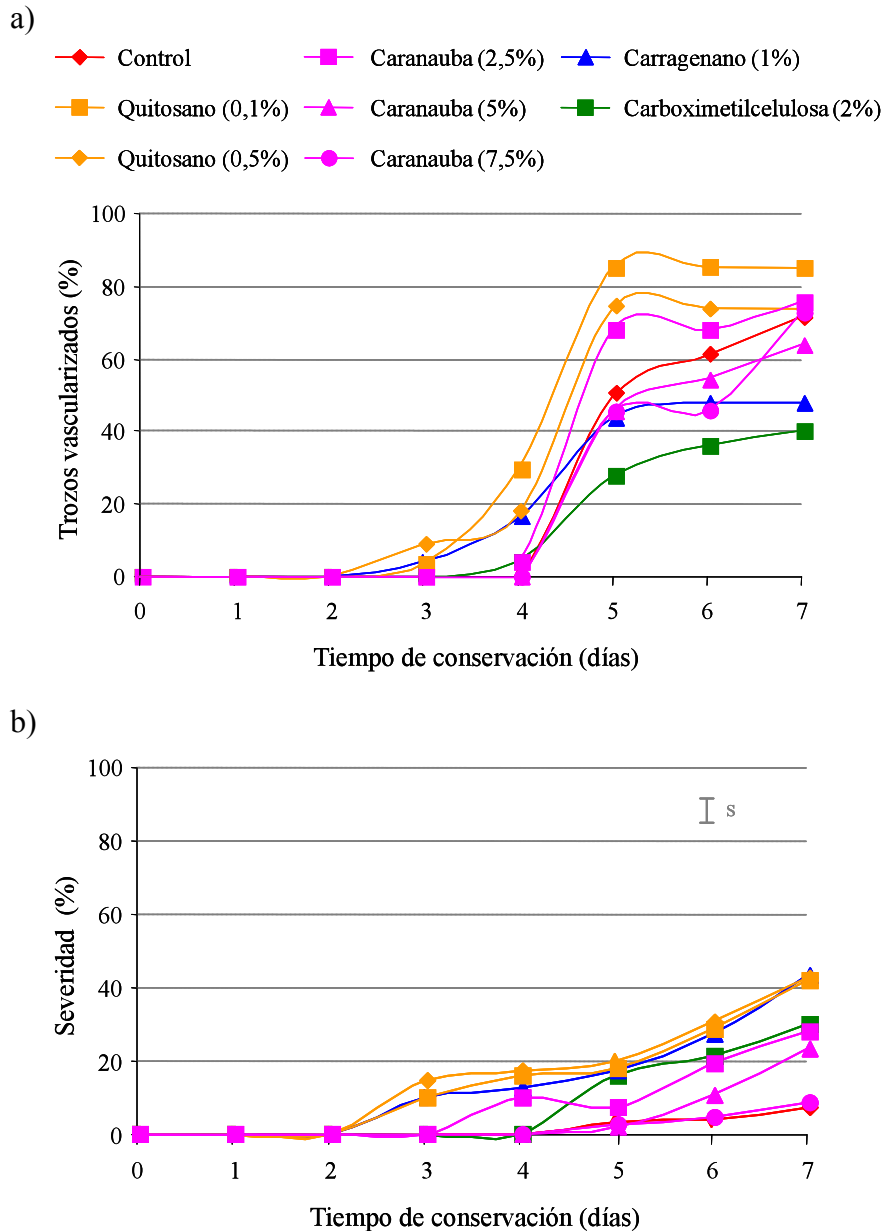 a)
Control
Caranauba (2,5%)
Carragenano (1%)
Quitosano (0,1%)
Caranauba (5%)
Carboximetilcelulosa (2%)
Quitosano (0,5%)
Caranauba (7,5%)
Trozos vascularizados (%)
100
80
60
40
20
0
0 1 2 3 4 5 6 7
Tiempo de conservación (días)
b)
Severidad (%)
100
80
60
40
20
0
s
0 1 2 3 4 5 6 7
Tiempo de conservación (días)